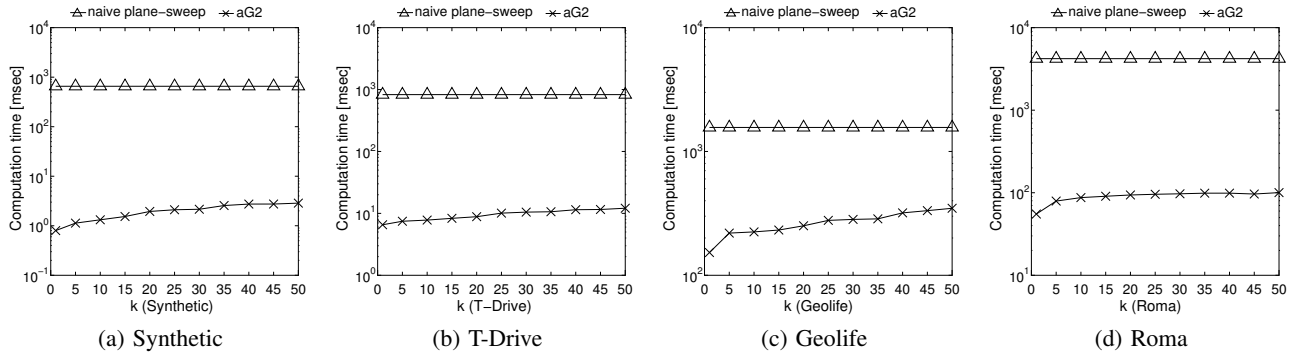 naive plane−sweep aG2
Computation time [msec]
10^4
10^3
10^2
10^1
10^0
10^−1
0 5 10 15 20 25 30 35 40 45 50
k (Synthetic)
(a) Synthetic
naive plane−sweep aG2
Computation time [msec]
10^4
10^3
10^2
10^1
10^0
0 5 10 15 20 25 30 35 40 45 50
k (T−Drive)
(b) T-Drive
naive plane−sweep aG2
Computation time [msec]
10^4
10^3
10^2
0 5 10 15 20 25 30 35 40 45 50
k (Geolife)
(c) Geolife
naive plane−sweep aG2
Computation time [msec]
10^4
10^3
10^2
10^1
0 5 10 15 20 25 30 35 40 45 50
k (Roma)
(d) Roma